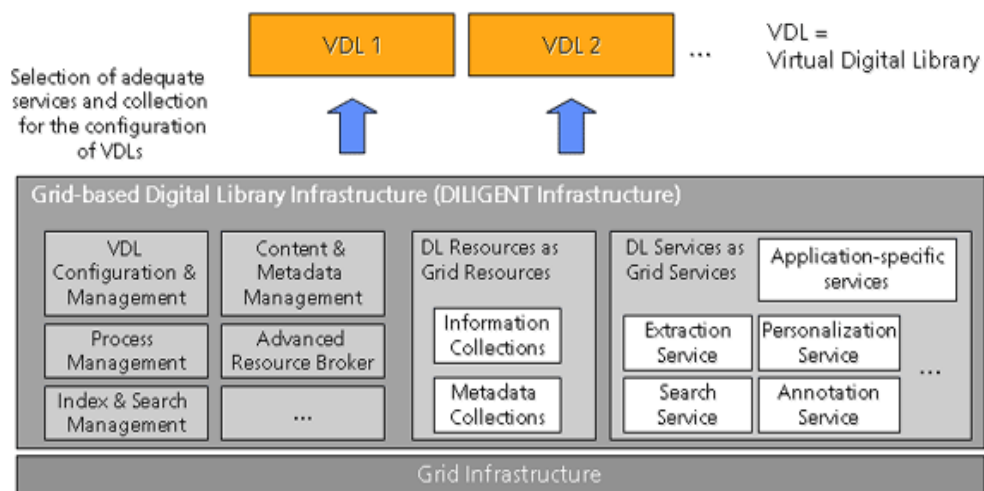 VDL 1
VDL 2
...
VDL =
Virtual Digital Library
Selection of adequate
services and collection
for the configuration
of VDLs
Grid-based Digital Library Infrastructure (DILIGENT Infrastructure)
VDL
Configuration &
Management
Content &
Metadata
Management
Process
Management
Advanced
Resource Broker
Index & Search
Management
...
DL Resources as
Grid Resources
Information
Collections
Metadata
Collections
DL Services as
Grid Services
Application-specific
services
Extraction
Service
Personalization
Service
Search
Service
Annotation
Service
...
Grid Infrastructure